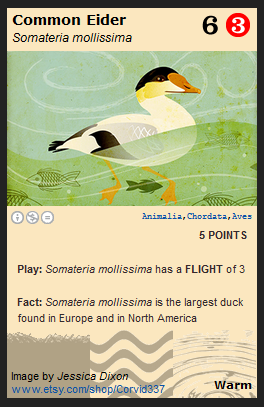 Common Eider 6 3
Somateria mollissima
Animalia,Chordata,Aves
5 POINTS
Play: Somateria mollissima has a FLIGHT of 3
Fact: Somateria mollissima is the largest duck
found in Europe and in North America
Image by Jessica Dixon
www.etsy.com/shop/Corvid337
Warm